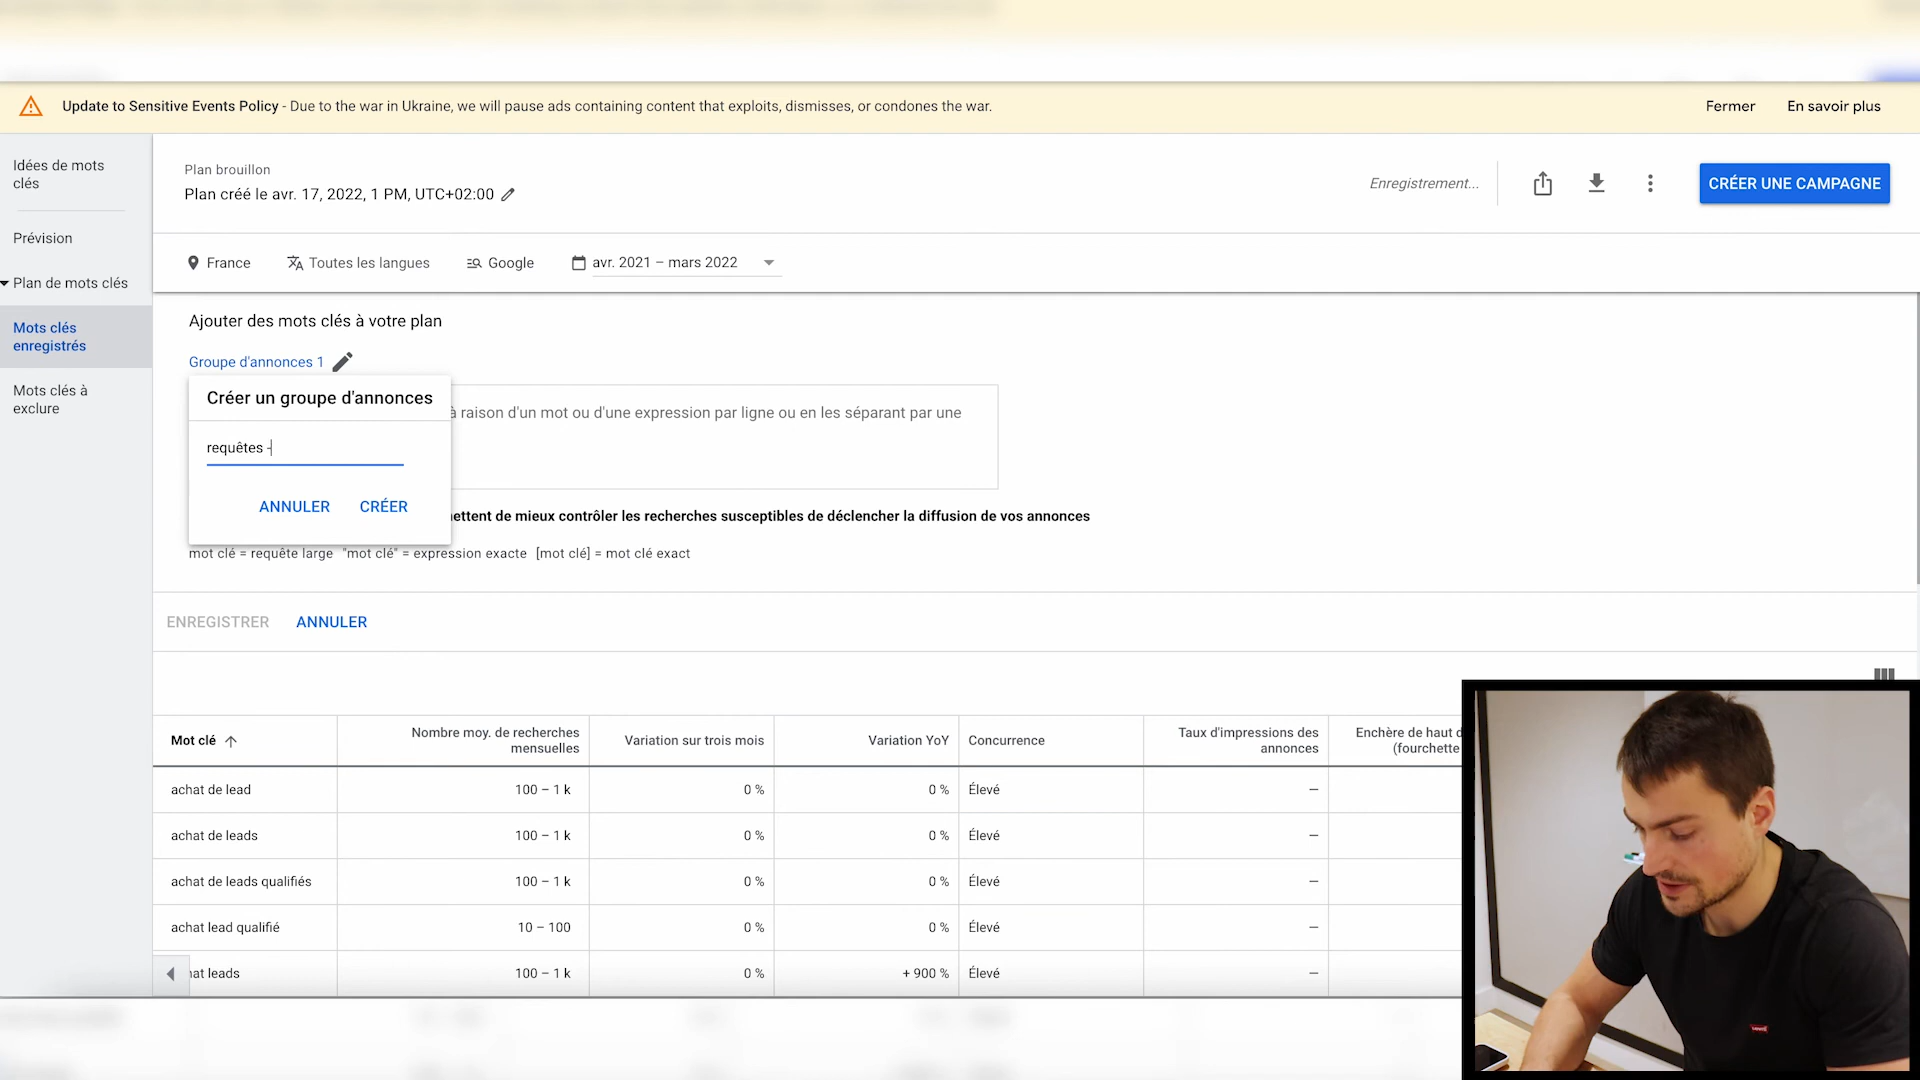 Update to Sensitive Events Policy - Due to the war in Ukraine, we will pause ads containing content that exploits, dismisses, or condones the war.
Fermer
En savoir plus
Idées de mots
clés
Prévision
Plan de mots clés
Mots clés
enregistrés
Mots clés à
exclure
Plan brouillon
Plan créé le avr. 17, 2022, 1 PM, UTC+02:00
Enregistrement...
CRÉER UNE CAMPAGNE
France
Toutes les langues
Google
avr. 2021 – mars 2022
Ajouter des mots clés à votre plan
Groupe d'annonces 1
Créer un groupe d'annonces
à raison d'un mot ou d'une expression par ligne ou en les séparant par une
requêtes -
ANNULER
CRÉER
de mieux contrôler les recherches susceptibles de déclencher la diffusion de vos annonces
mot clé = requête large "mot clé" = expression exacte [mot clé] = mot clé exact
ENREGISTRER
ANNULER
Mot clé
Nombre moy. de recherches
mensuelles
Variation sur trois mois
Variation YoY
Concurrence
Taux d'impressions des
annonces
Enchère de haut
(fourchette
achat de lead
100 – 1 k
0 %
0 %
Élevé
–
achat de leads
100 – 1 k
0 %
0 %
Élevé
–
achat de leads qualifiés
100 – 1 k
0 %
0 %
Élevé
–
achat lead qualifié
10 – 100
0 %
0 %
Élevé
–
leads
100 – 1 k
0 %
+ 900 %
Élevé
–